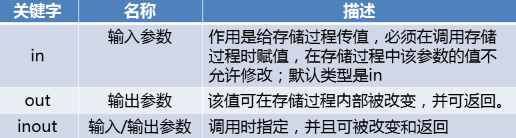 关键字 名称 描述
in 输入参数 作用是给存储过程传值，必须在调用存储
过程时赋值，在存储过程中该参数的值不
允许修改；默认类型是in
out 输出参数 该值可在存储过程内部被改变，并可返回。
inout 输入/输出参数 调用时指定，并且可被改变和返回